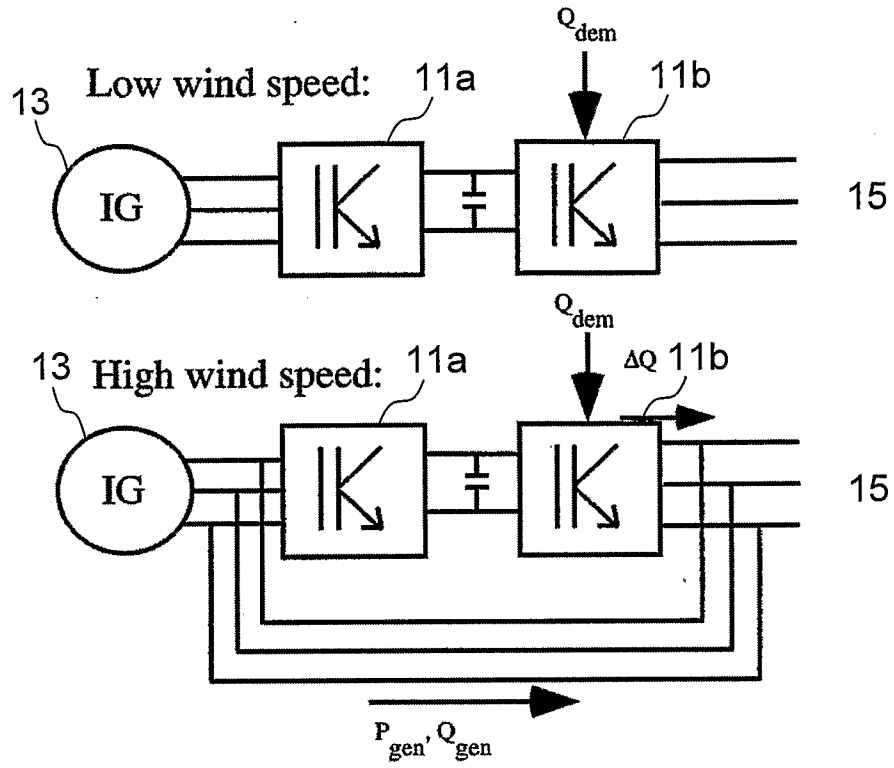 Q_dem
Low wind speed:
11a
11b
13
IG
15
Q_dem
ΔQ
11b
High wind speed:
11a
13
IG
15
P_gen, Q_gen